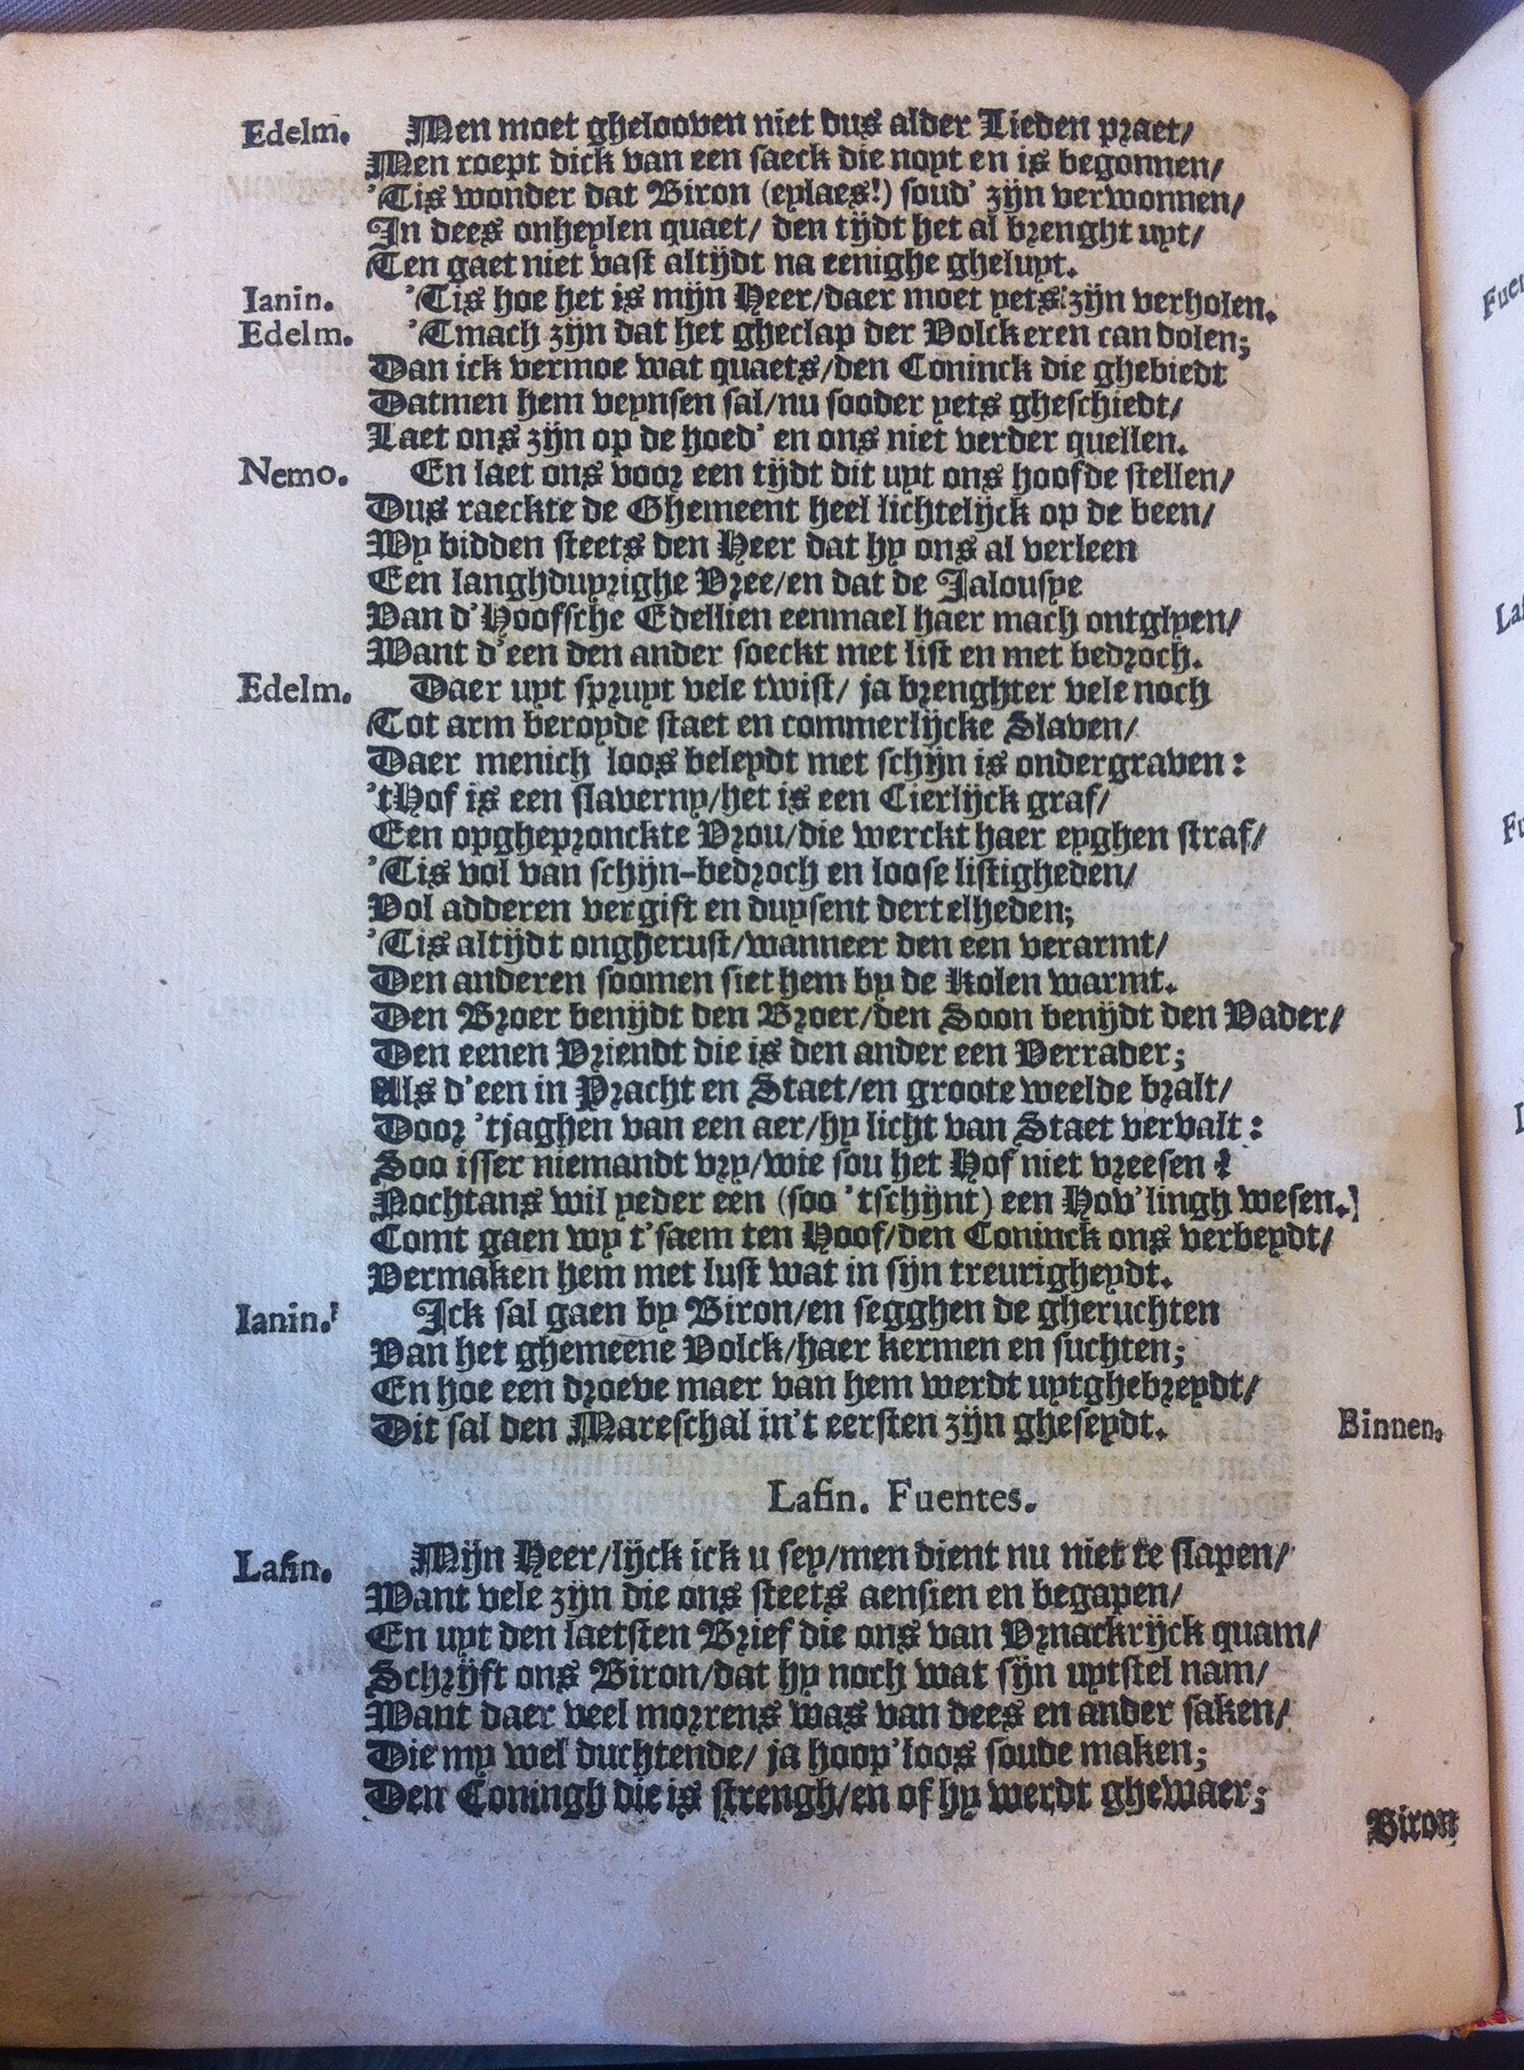 Edelm. Men moet ghelooven niet dus alder Lieden praet/
Men roept dick van een saeck die noyt en is begonnen/
'Tis wonder dat Biron (eylaes!) soud' zijn verwonnen/
In dees onheylen quaet/ den tijdt het al brenght uyt/
Ten gaet niet vast altijdt na eenighe gheluyt.
Ianin. 'Tis hoe het is mijn Heer/daer moet yets zijn verholen.
Edelm. 'Tmach zijn dat het gheclap der Volckeren can dolen;
Dan ick vermoe wat quaets/den Coninck die ghebiedt
Datmen hem veynsen sal/nu sooder yets gheschiedt/
Laet ons zijn op de hoed' en ons niet verder quellen.
Nemo. En laet ons voor een tijdt dit uyt ons hoofde stellen/
Dus raeckte de Ghemeent heel lichtelijck op de been/
Wy bidden steets den Heer dat hy ons al verleen
Een langhduyrighe Vree/en dat de Jalousye
Van d'Hoofsche Edellien eenmael haer mach ontglyen/
Want d'een den ander soeckt met list en met bedroch.
Edelm. Daer uyt spruyt vele twist/ ja brenghter vele noch
Tot arm beroyde staet en commerlijcke Slaven/
Daer menich loos beleydt met schijn is ondergraven:
'tHof is een slaverny/het is een Cierlijck graf/
Een opghepronckte Vrou/die werckt haer eyghen straf/
'Tis vol van schijn-bedroch en loose listigheden/
Vol adderen vergift en duysent dertelheden;
'Tis altijdt ongherust/wanneer den een verarmt/
Den anderen soomen siet hem by de Kolen warmt.
Den Broer benijdt den Broer/den Soon benijdt den Vader/
Den eenen Vriendt die is den ander een Verrader;
Als d'een in Pracht en Staet/en groote weelde bralt/
Door 'tjaghen van een aer/hy licht van Staet vervalt:
Soo isser niemandt vry/wie sou het Hof niet vreesen?
Nochtans wil yeder een (soo 'tschijnt) een Hov'lingh wesen.
Comt gaen wy t'saem ten Hoof/den Coninck ons verbeydt/
Vermaken hem met lust wat in sijn treurigheydt.
Ianin. Ick sal gaen by Biron/en segghen de gheruchten
Van het ghemeene Volck/haer kermen en suchten;
En hoe een droeve maer van hem werdt uytghebreydt/
Dit sal den Mareschal in't eersten zijn gheseydt. Binnen.
Lafin. Fuentes.
Lafin. Mijn Heer/lijck ick u sey/men dient nu niet te slapen/
Want vele zijn die ons steets aensien en begapen/
En uyt den laetsten Brief die ons van Vrnackrijck quam/
Schrijft ons Biron/dat hy noch wat sijn uytstel nam/
Want daer veel morrens was van dees en ander saken/
Die my wel duchtende/ ja hoop'loos soude maken;
Den Coningh die is strengh/en of hy werdt ghewaer;
Biron
Fuen
Laf
Fu